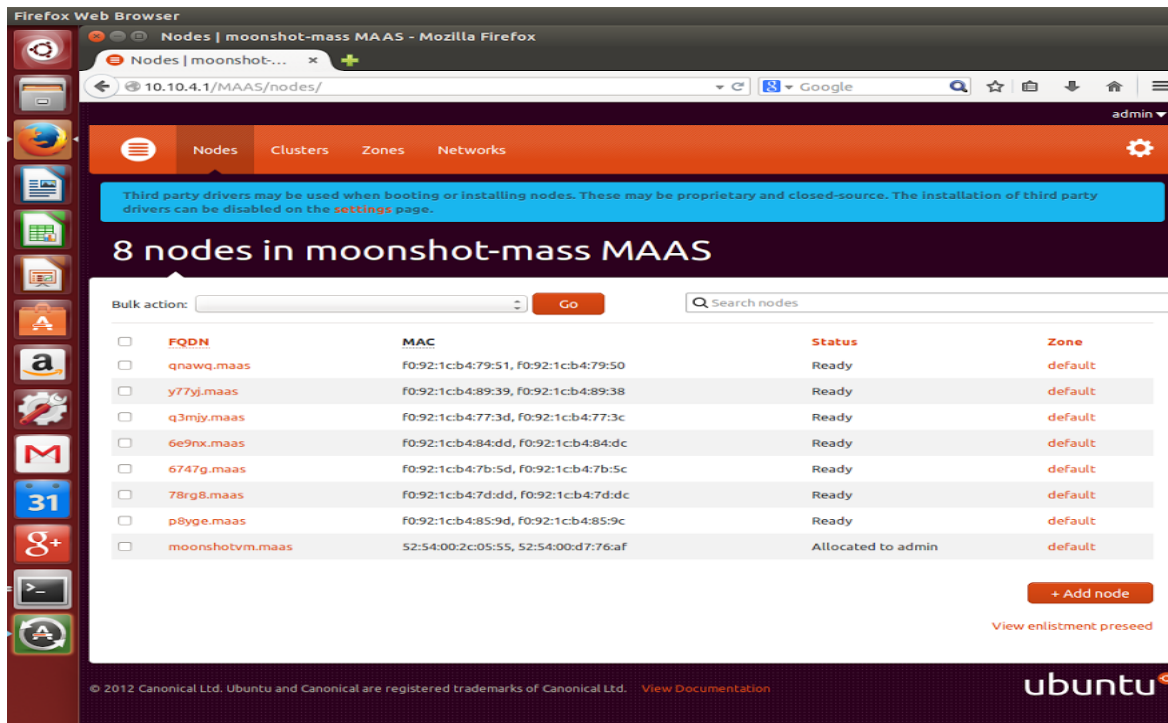 Firefox Web Browser
Nodes | moonshot-mass MAAS - Mozilla Firefox
Nodes | moonshot-... ×
10.10.4.1/MAAS/nodes/
8 Google
admin
Nodes Clusters Zones Networks
Third party drivers may be used when booting or installing nodes. These may be proprietary and closed-source. The installation of third party
drivers can be disabled on the settings page.
8 nodes in moonshot-mass MAAS
Bulk action: Go Search nodes
FQDN MAC Status Zone
qnawq.maas f0:92:1c:b4:79:51, f0:92:1c:b4:79:50 Ready default
y77yj.maas f0:92:1c:b4:89:39, f0:92:1c:b4:89:38 Ready default
q3mjy.maas f0:92:1c:b4:77:3d, f0:92:1c:b4:77:3c Ready default
6e9nx.maas f0:92:1c:b4:84:dd, f0:92:1c:b4:84:dc Ready default
6747g.maas f0:92:1c:b4:7b:5d, f0:92:1c:b4:7b:5c Ready default
78rg8.maas f0:92:1c:b4:7d:dd, f0:92:1c:b4:7d:dc Ready default
p8yge.maas f0:92:1c:b4:85:9d, f0:92:1c:b4:85:9c Ready default
moonshotvm.maas 52:54:00:2c:05:55, 52:54:00:d7:76:af Allocated to admin default
+ Add node
View enlistment preseed
© 2012 Canonical Ltd. Ubuntu and Canonical are registered trademarks of Canonical Ltd. View Documentation
ubuntu
a
M
31
g+
>_